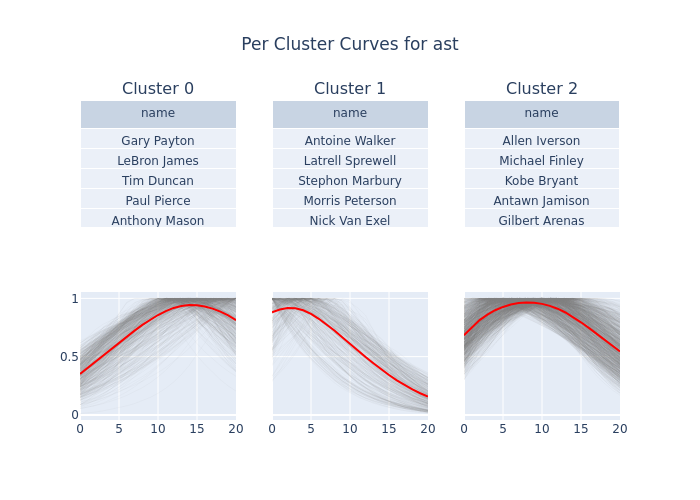 Per Cluster Curves for ast
Cluster 0 Cluster 1 Cluster 2
name name name
Gary Payton Antoine Walker Allen Iverson
LeBron James Latrell Sprewell Michael Finley
Tim Duncan Stephon Marbury Kobe Bryant
Paul Pierce Morris Peterson Antawn Jamison
Anthony Mason Nick Van Exel Gilbert Arenas
1
0.5
0
0 5 10 15 20 0 5 10 15 20 0 5 10 15 20